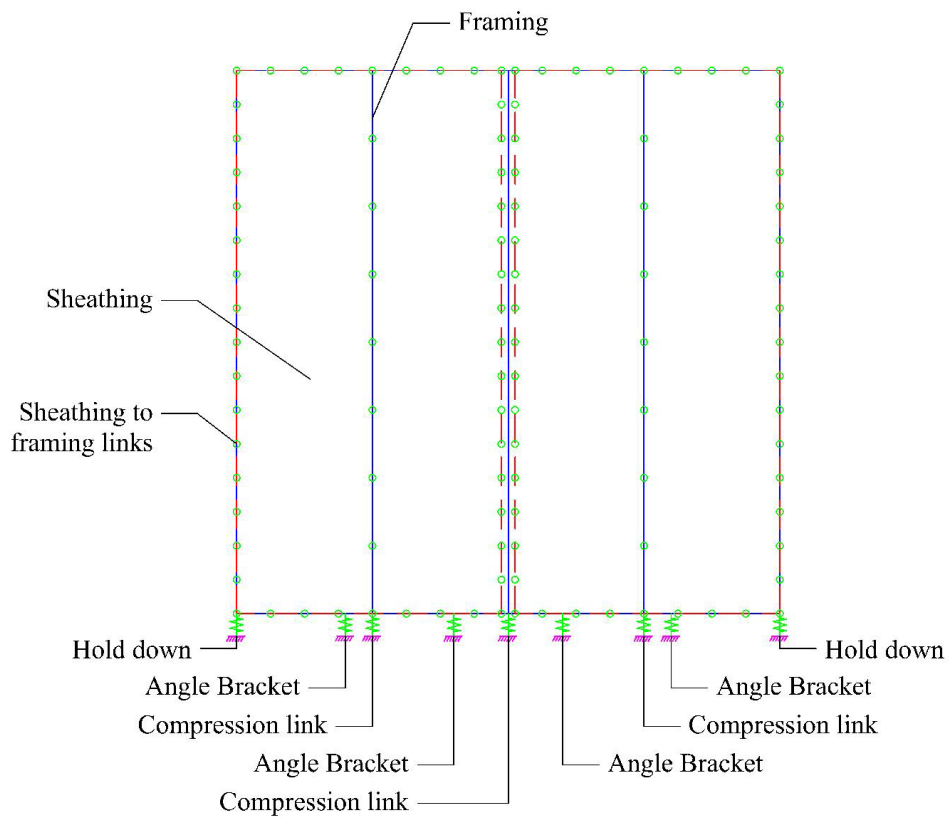 Framing
Sheathing
Sheathing to
framing links
Hold down
Hold down
Angle Bracket
Angle Bracket
Compression link
Compression link
Angle Bracket
Angle Bracket
Compression link